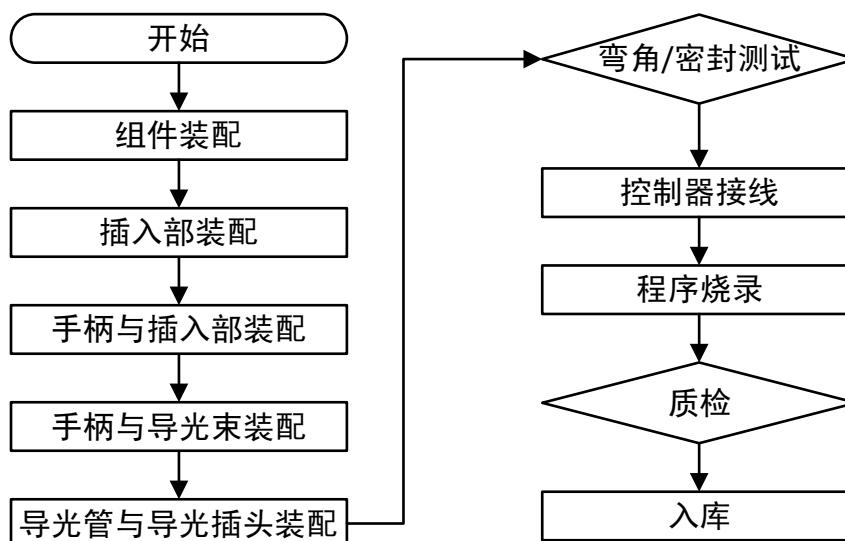 开始
组件装配
插入部装配
手柄与插入部装配
手柄与导光束装配
导光管与导光插头装配
弯角/密封测试
控制器接线
程序烧录
质检
入库